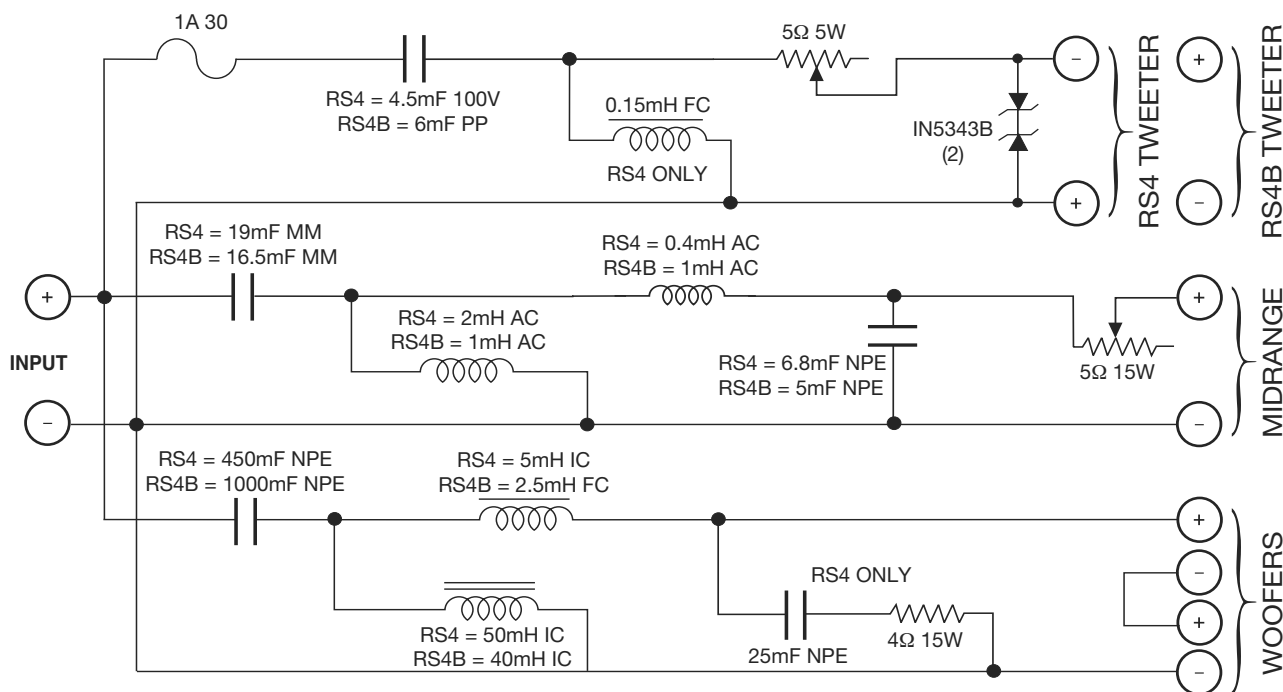 1A 30
5Ω 5W
RS4 = 4.5mF 100V
RS4B = 6mF PP
0.15mH FC
RS4 ONLY
IN5343B
(2)
-
+
RS4 TWEETER
+
-
RS4B TWEETER
RS4 = 19mF MM
RS4B = 16.5mF MM
RS4 = 0.4mH AC
RS4B = 1mH AC
+
INPUT
-
RS4 = 2mH AC
RS4B = 1mH AC
RS4 = 6.8mF NPE
RS4B = 5mF NPE
5Ω 15W
+
-
MIDRANGE
RS4 = 450mF NPE
RS4B = 1000mF NPE
RS4 = 5mH IC
RS4B = 2.5mH FC
RS4 = 50mH IC
RS4B = 40mH IC
RS4 ONLY
25mF NPE
4Ω 15W
+
-
+
-
WOOFERS